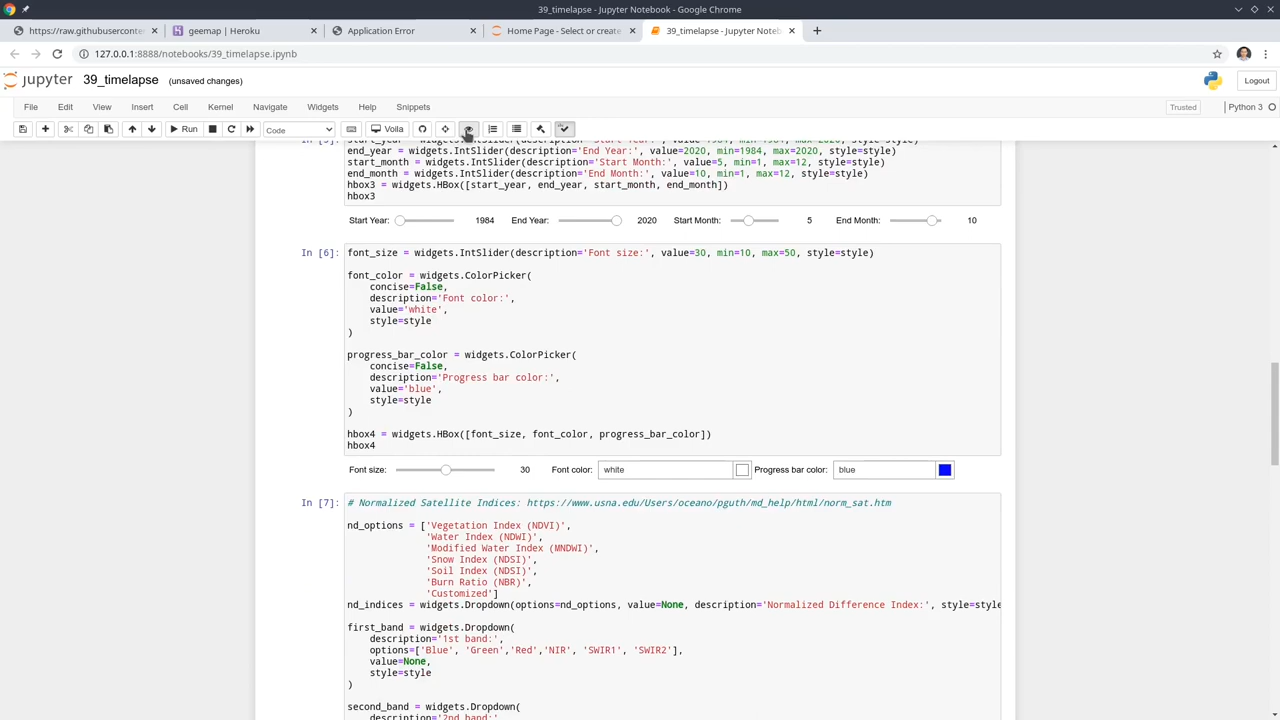 39_timelapse - Jupyter Notebook - Google Chrome
https://raw.githubusercontent
geemap | Heroku
Application Error
Home Page - Select or create
39_timelapse - Jupyter Noteb
127.0.0.1:8888/notebooks/39_timelapse.ipynb
jupyter 39_timelapse (unsaved changes)
Logout
File Edit View Insert Cell Kernel Navigate Widgets Help Snippets
Trusted
Python 3
Run
Code
Voila
end_year = widgets.IntSlider(description='End Year:', value=2020, min=1984, max=2020, style=style)
start_month = widgets.IntSlider(description='Start Month:', value=5, min=1, max=12, style=style)
end_month = widgets.IntSlider(description='End Month:', value=10, min=1, max=12, style=style)
hbox3 = widgets.HBox([start_year, end_year, start_month, end_month])
hbox3
Start Year: 1984 End Year: 2020 Start Month: 5 End Month: 10
In [6]: font_size = widgets.IntSlider(description='Font size:', value=30, min=10, max=50, style=style)
font_color = widgets.ColorPicker(
concise=False,
description='Font color:',
value='white',
style=style
)
progress_bar_color = widgets.ColorPicker(
concise=False,
description='Progress bar color:',
value='blue',
style=style
)
hbox4 = widgets.HBox([font_size, font_color, progress_bar_color])
hbox4
Font size: 30 Font color: white Progress bar color: blue
In [7]: # Normalized Satellite Indices: https://www.usna.edu/Users/oceano/pguth/md_help/html/norm_sat.htm
nd_options = ['Vegetation Index (NDVI)',
'Water Index (NDWI)',
'Modified Water Index (MNDWI)',
'Snow Index (NDSI)',
'Soil Index (NDSI)',
'Burn Ratio (NBR)',
'Customized']
nd_indices = widgets.Dropdown(options=nd_options, value=None, description='Normalized Difference Index:', style=style
first_band = widgets.Dropdown(
description='1st band:',
options=['Blue', 'Green','Red','NIR', 'SWIR1', 'SWIR2'],
value=None,
style=style
)
second_band = widgets.Dropdown(
description='2nd band:',